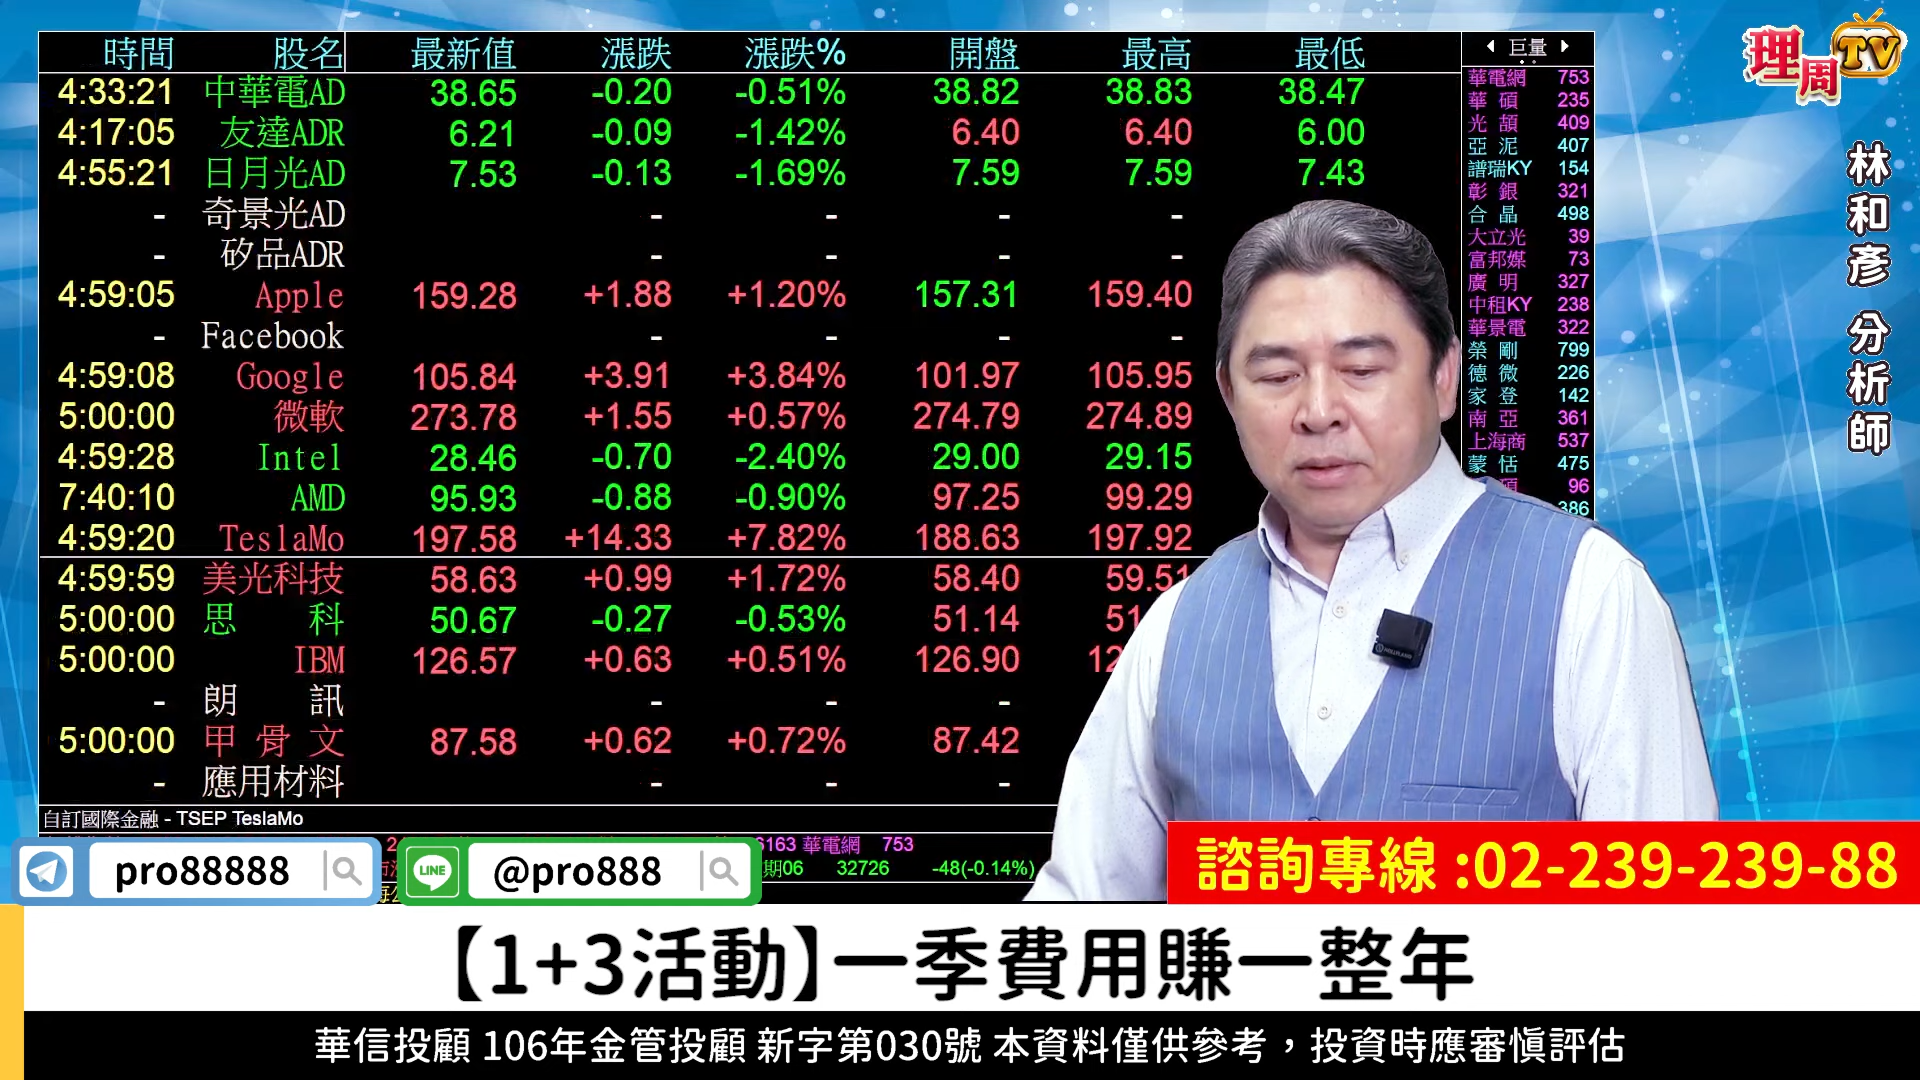 時間 股名 最新值 漲跌 漲跌% 開盤 最高 最低
4:33:21 中華電AD 38.65 -0.20 -0.51% 38.82 38.83 38.47
4:17:05 友達ADR 6.21 -0.09 -1.42% 6.40 6.40 6.00
4:55:21 日月光AD 7.53 -0.13 -1.69% 7.59 7.59 7.43
- 奇景光AD - - - -
- 矽品ADR - - - -
4:59:05 Apple 159.28 +1.88 +1.20% 157.31 159.40
- Facebook - - - -
4:59:08 Google 105.84 +3.91 +3.84% 101.97 105.95
5:00:00 微軟 273.78 +1.55 +0.57% 274.79 274.89
4:59:28 Intel 28.46 -0.70 -2.40% 29.00 29.15
7:40:10 AMD 95.93 -0.88 -0.90% 97.25 99.29
4:59:20 TeslaMo 197.58 +14.33 +7.82% 188.63 197.92
4:59:59 美光科技 58.63 +0.99 +1.72% 58.40 59.51
5:00:00 思科 50.67 -0.27 -0.53% 51.14 51
5:00:00 IBM 126.57 +0.63 +0.51% 126.90 12
- 朗訊 - - -
5:00:00 甲骨文 87.58 +0.62 +0.72% 87.42
- 應用材料 - - -
自訂國際金融 - TSEP TeslaMo
6163 華電網 753
期06 32726 -48(-0.14%)
巨量
華電網 753
華碩 235
光頡 409
亞泥 407
譜瑞KY 154
彰銀 321
合晶 498
大立光 39
富邦媒 73
廣明 327
中租KY 238
華景電 322
榮剛 799
德微 226
家登 142
南亞 361
上海商 537
蒙恬 475
碩 96
386
理周TV
林和彥 分析師
pro88888
LINE @pro888
諮詢專線:02-239-239-88
【1+3活動】一季費用賺一整年
華信投顧 106年金管投顧 新字第030號 本資料僅供參考,投資時應審慎評估